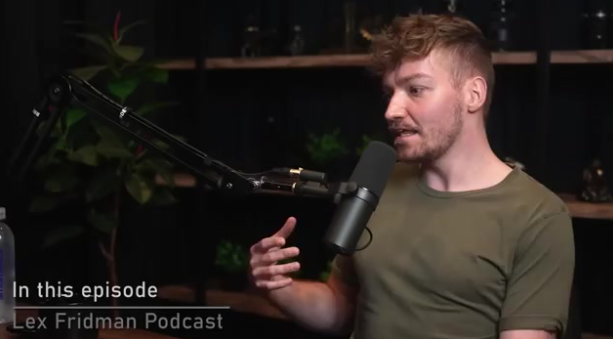 In this episode
Lex Fridman Podcast